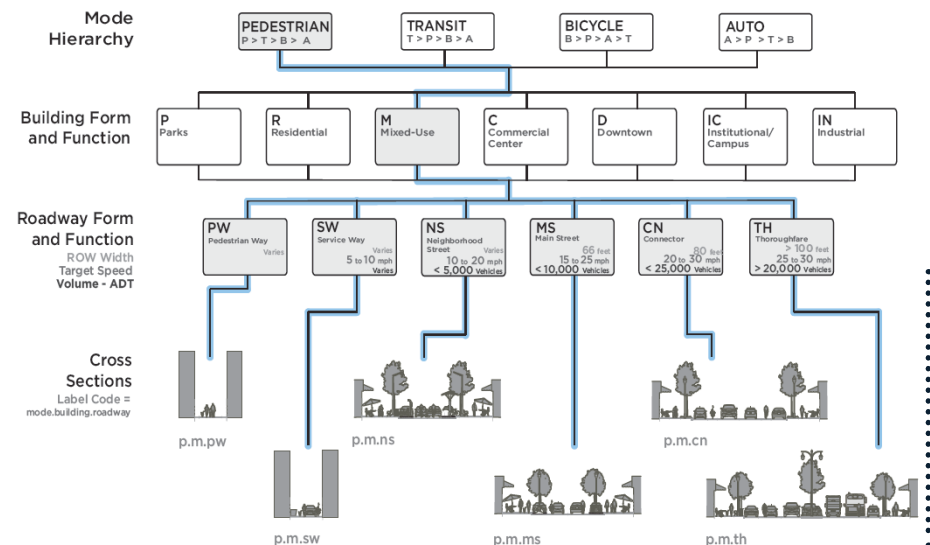 Mode
Hierarchy
PEDESTRIAN
P > T > B > A
TRANSIT
T > P > B > A
BICYCLE
B > P > A > T
AUTO
A > P > T > B
Building Form
and Function
P
Parks
R
Residential
M
Mixed-Use
C
Commercial
Center
D
Downtown
IC
Institutional/
Campus
IN
Industrial
Roadway Form
and Function
ROW Width
Target Speed
Volume - ADT
PW
Pedestrian Way
Varies
SW
Service Way
Varies
5 to 10 mph
Varies
NS
Neighborhood
Street
Varies
10 to 20 mph
< 5,000 Vehicles
MS
Main Street
66 feet
15 to 25 mph
< 10,000 Vehicles
CN
Connector
80 feet
20 to 30 mph
< 25,000 Vehicles
TH
Thoroughfare
> 100 feet
25 to 30 mph
> 20,000 Vehicles
Cross
Sections
Label Code =
mode.building.roadway
p.m.pw
p.m.ns
p.m.cn
p.m.sw
p.m.ms
p.m.th